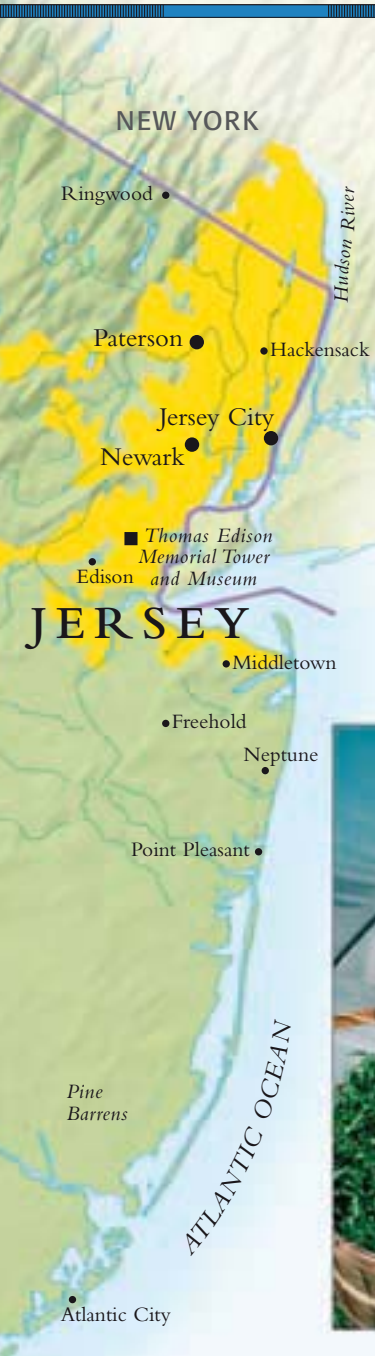 NEW YORK
Ringwood
Hudson River
Paterson
Hackensack
Jersey City
Newark
Thomas Edison
Memorial Tower
and Museum
Edison
JERSEY
Middletown
Freehold
Neptune
Point Pleasant
ATLANTIC OCEAN
Pine
Barrens
Atlantic City